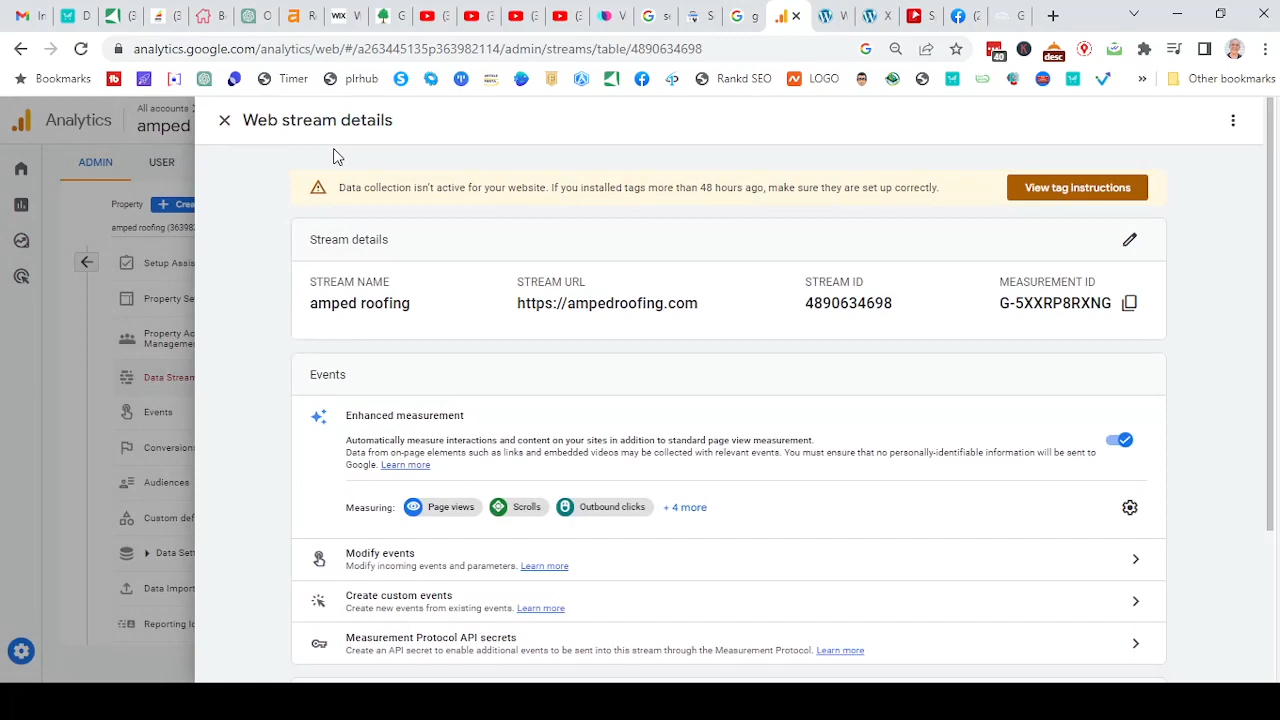 analytics.google.com/analytics/web/#/a263445135p363982114/admin/streams/table/4890634698
40
desc
Bookmarks
Timer
plrhub
Rankd SEO
LOGO
»
Other bookmarks
Analytics
All accounts
amped
ADMIN
USER
Property
amped roofing
Setup Assis
Property Se
Property Ac
Managemen
Data Stream
Events
Conversion
Audiences
Custom def
Data Set
Data Import
Reporting Id
Web stream details
Data collection isn't active for your website. If you installed tags more than 48 hours ago, make sure they are set up correctly.
View tag instructions
Stream details
STREAM NAME
amped roofing
STREAM URL
https://ampedroofing.com
STREAM ID
4890634698
MEASUREMENT ID
G-5XXRP8RXNG
Events
Enhanced measurement
Automatically measure interactions and content on your sites in addition to standard page view measurement.
Data from on-page elements such as links and embedded videos may be collected with relevant events. You must ensure that no personally-identifiable information will be sent to
Google. Learn more
Measuring: Page views Scrolls Outbound clicks + 4 more
Modify events
Modify incoming events and parameters. Learn more
Create custom events
Create new events from existing events. Learn more
Measurement Protocol API secrets
Create an API secret to enable additional events to be sent into this stream through the Measurement Protocol. Learn more